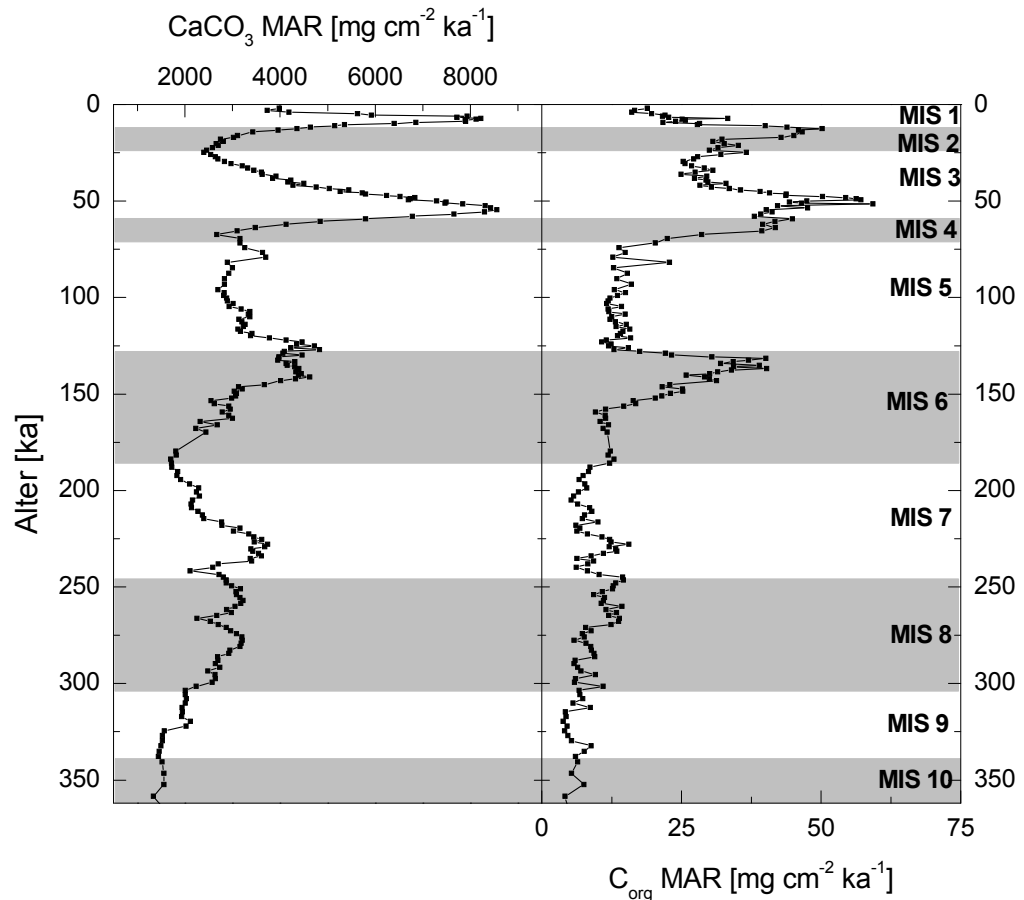 CaCO3 MAR [mg cm-2 ka-1]
2000 4000 6000 8000
Alter [ka]
0 0
50 50
100 100
150 150
200 200
250 250
300 300
350 350
MIS 1
MIS 2
MIS 3
MIS 4
MIS 5
MIS 6
MIS 7
MIS 8
MIS 9
MIS 10
0 25 50 75
Corg MAR [mg cm-2 ka-1]